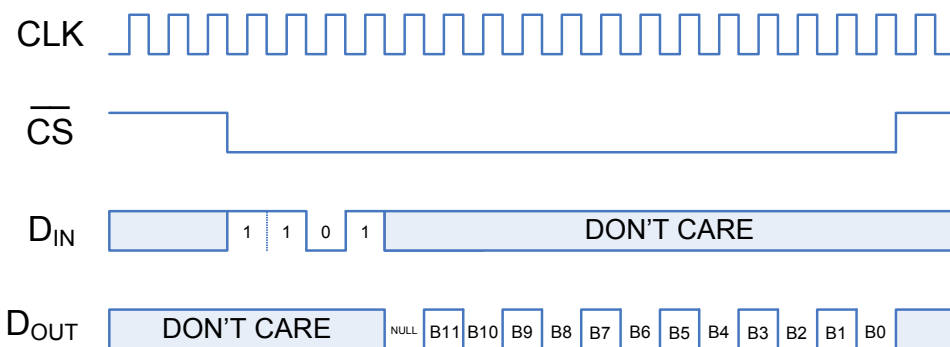 CLK
C̅S̅
DIN 1 1 0 1 DON'T CARE
DOUT DON'T CARE NULL B11 B10 B9 B8 B7 B6 B5 B4 B3 B2 B1 B0